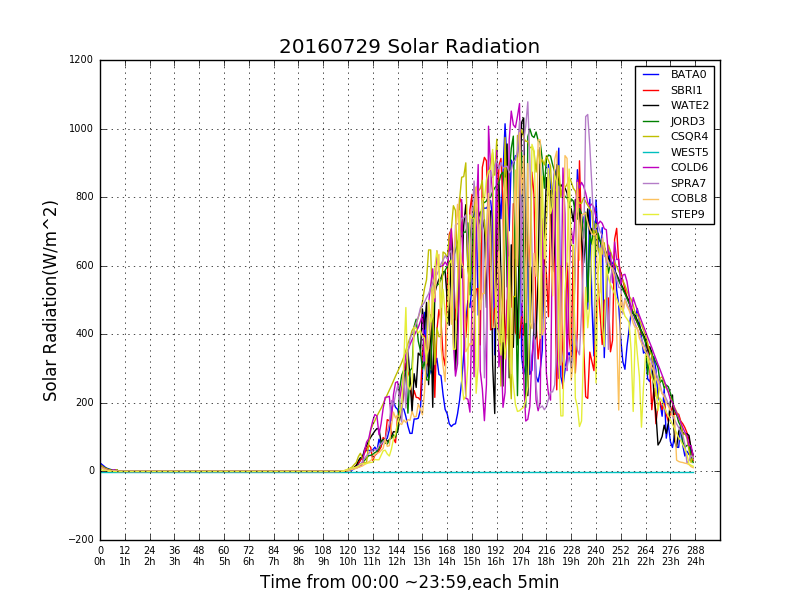 20160729 Solar Radiation
1200
1000
800
600
400
200
0
−200
Solar Radiation(W/m^2)
BATA0
SBRI1
WATE2
JORD3
CSQR4
WEST5
COLD6
SPRA7
COBL8
STEP9
0 12 24 36 48 60 72 84 96 108 120 132 144 156 168 180 192 204 216 228 240 252 264 276 288
0h 1h 2h 3h 4h 5h 6h 7h 8h 9h 10h 11h 12h 13h 14h 15h 16h 17h 18h 19h 20h 21h 22h 23h 24h
Time from 00:00 ~23:59,each 5min